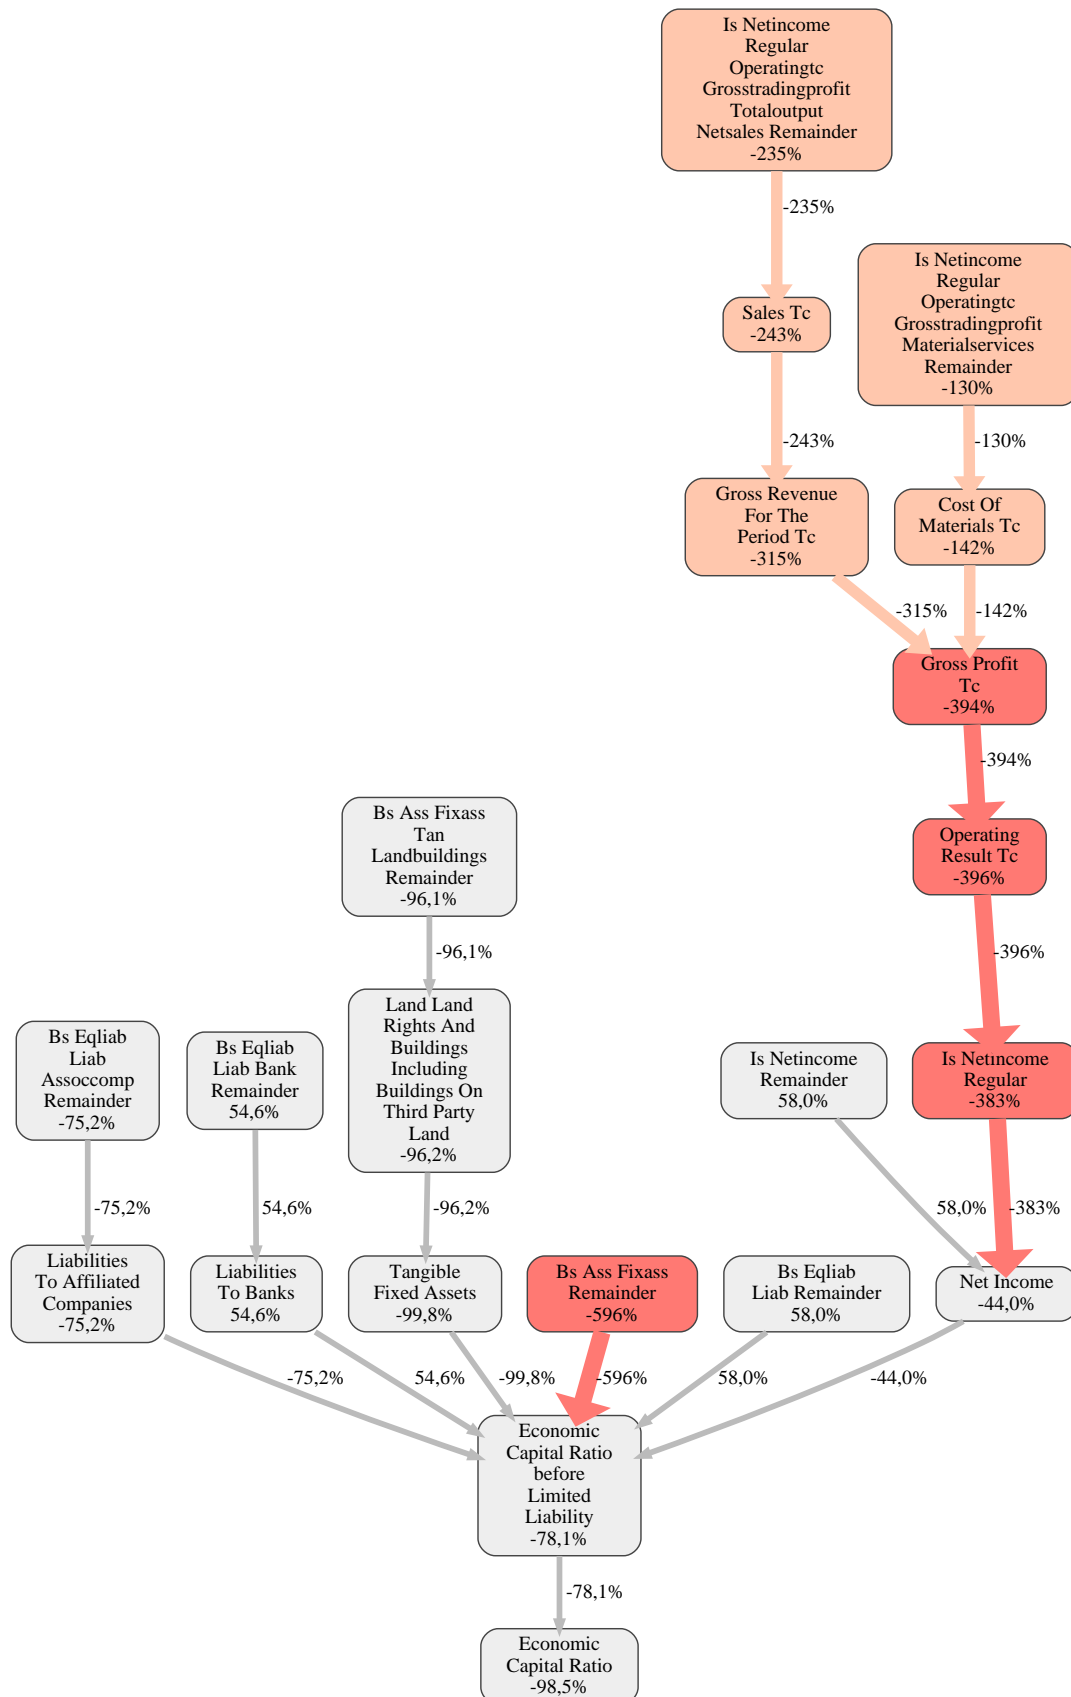 Is Netincome
Regular
Operatingtc
Grosstradingprofit
Totaloutput
Netsales Remainder
-235%
-235%
Is Netincome
Regular
Operatingtc
Grosstradingprofit
Materialservices
Remainder
-130%
Sales Tc
-243%
-243%
-130%
Gross Revenue
For The
Period Tc
-315%
Cost Of
Materials Tc
-142%
-315%
-142%
Gross Profit
Tc
-394%
-394%
Bs Ass Fixass
Tan
Landbuildings
Remainder
-96,1%
Operating
Result Tc
-396%
-96,1%
-396%
Land Land
Rights And
Buildings
Including
Buildings On
Third Party
Land
-96,2%
Bs Eqliab
Liab
Assoccomp
Remainder
-75,2%
Bs Eqliab
Liab Bank
Remainder
54,6%
Is Netincome
Remainder
58,0%
Is Netincome
Regular
-383%
-75,2%
54,6%
-96,2%
58,0%
-383%
Liabilities
To Affiliated
Companies
-75,2%
Liabilities
To Banks
54,6%
Tangible
Fixed Assets
-99,8%
Bs Ass Fixass
Remainder
-596%
Bs Eqliab
Liab Remainder
58,0%
Net Income
-44,0%
-75,2%
54,6%
-99,8%
-596%
58,0%
-44,0%
Economic
Capital Ratio
before
Limited
Liability
-78,1%
-78,1%
Economic
Capital Ratio
-98,5%